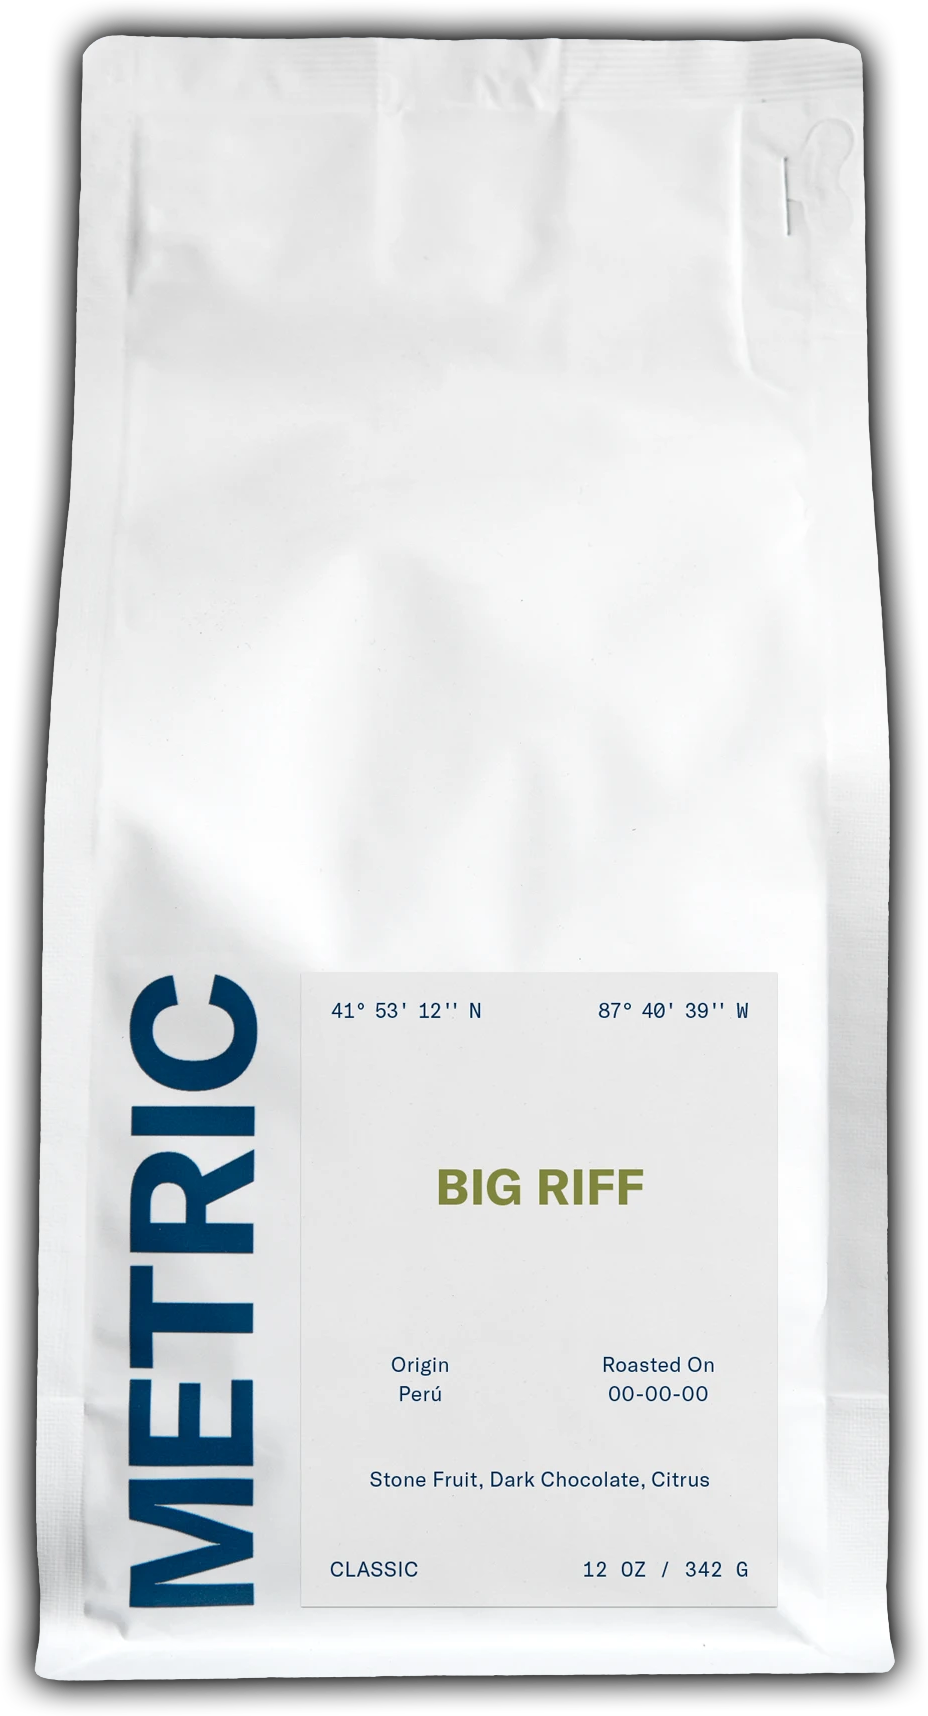 METRIC
41° 53' 12'' N 87° 40' 39'' W
BIG RIFF
Origin Roasted On
Perú 00-00-00
Stone Fruit, Dark Chocolate, Citrus
CLASSIC 12 OZ / 342 G